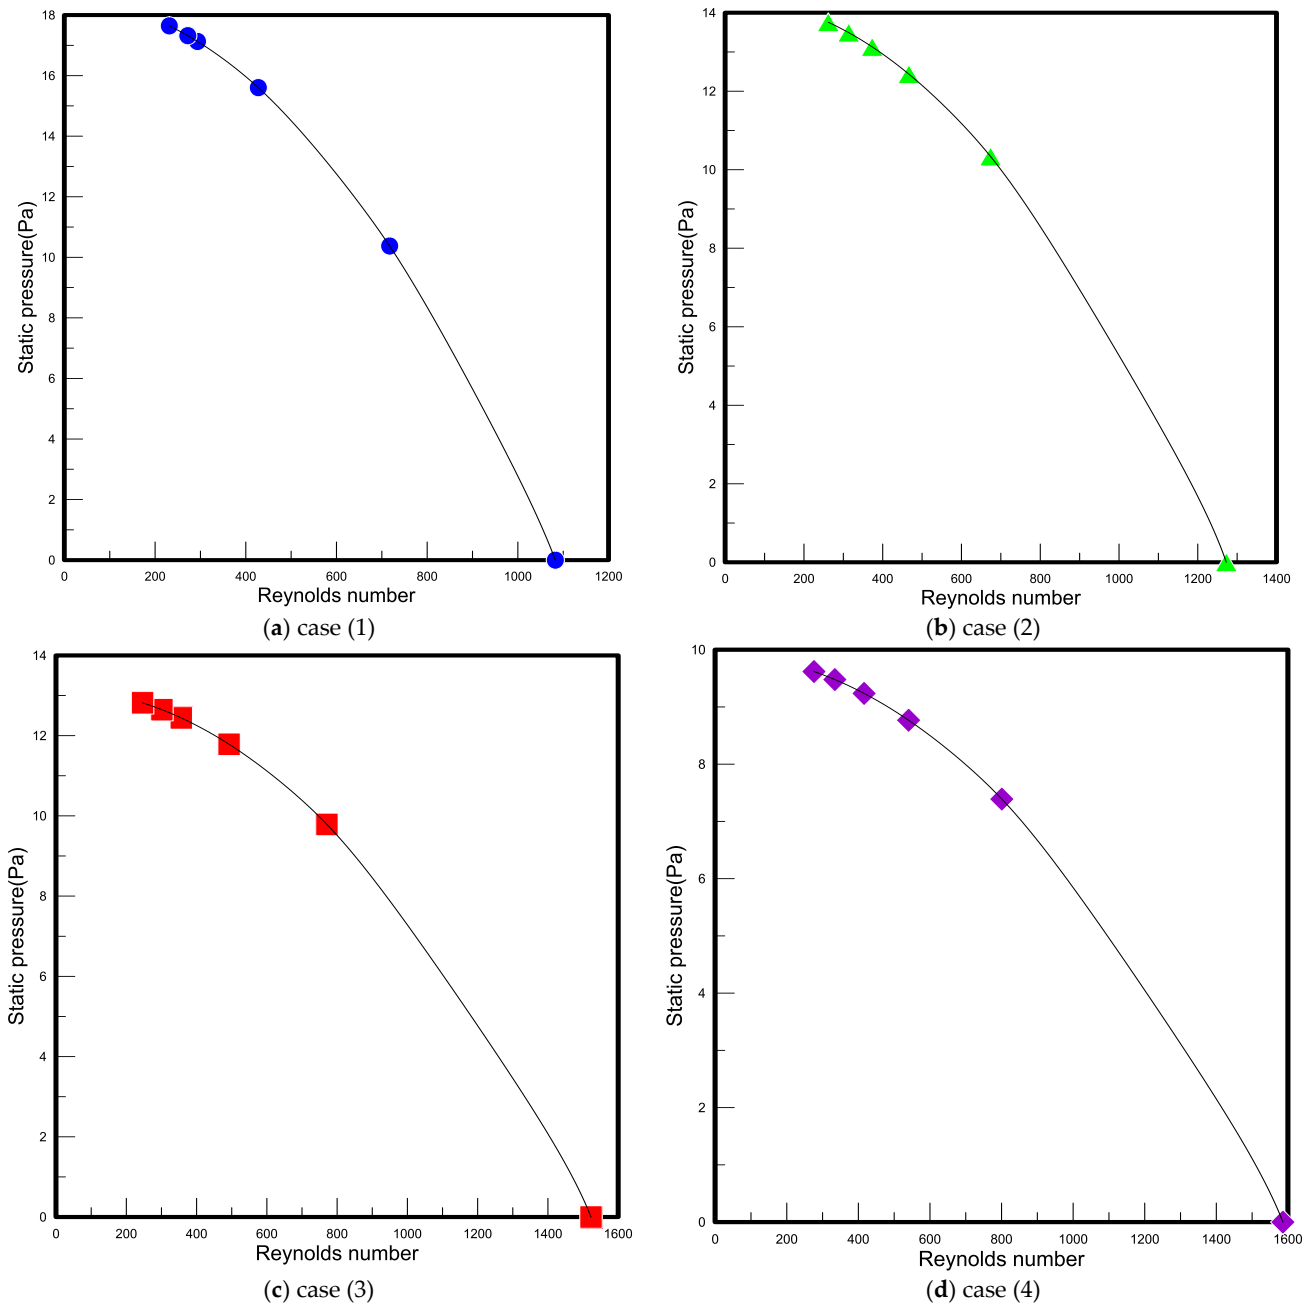 18
16
14
12
10
8
6
4
2
0
Static pressure(Pa)
0 200 400 600 800 1000 1200
Reynolds number
(a) case (1)
14
12
10
8
6
4
2
0
Static pressure(Pa)
0 200 400 600 800 1000 1200 1400
Reynolds number
(b) case (2)
14
12
10
8
6
4
2
0
Static pressure(Pa)
0 200 400 600 800 1000 1200 1400 1600
Reynolds number
(c) case (3)
10
8
6
4
2
0
Static pressure(Pa)
0 200 400 600 800 1000 1200 1400 1600
Reynolds number
(d) case (4)